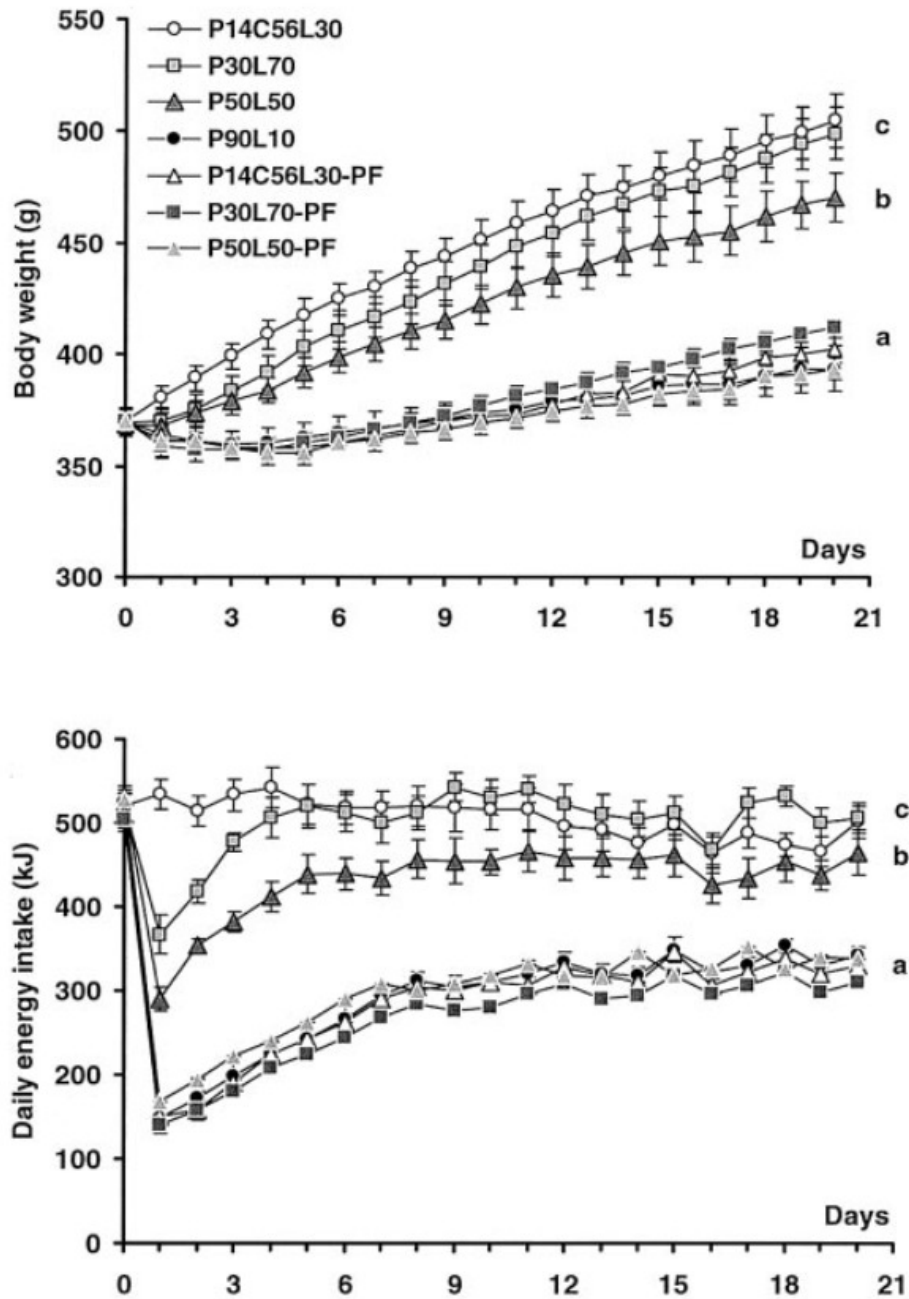 550
500
450
400
350
300
Body weight (g)
P14C56L30
P30L70
P50L50
P90L10
P14C56L30-PF
P30L70-PF
P50L50-PF
c
b
a
Days
0 3 6 9 12 15 18 21
600
500
400
300
200
100
0
Daily energy intake (kJ)
c
b
a
Days
0 3 6 9 12 15 18 21